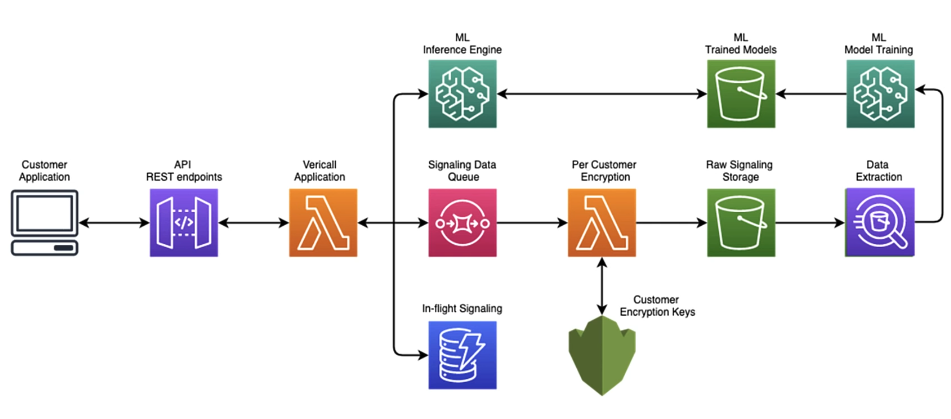 ML
Inference Engine
ML
Trained Models
ML
Model Training
Customer
Application
API
REST endpoints
Vericall
Application
Signaling Data
Queue
Per Customer
Encryption
Raw Signaling
Storage
Data
Extraction
</>
In-flight Signaling
Customer
Encryption Keys